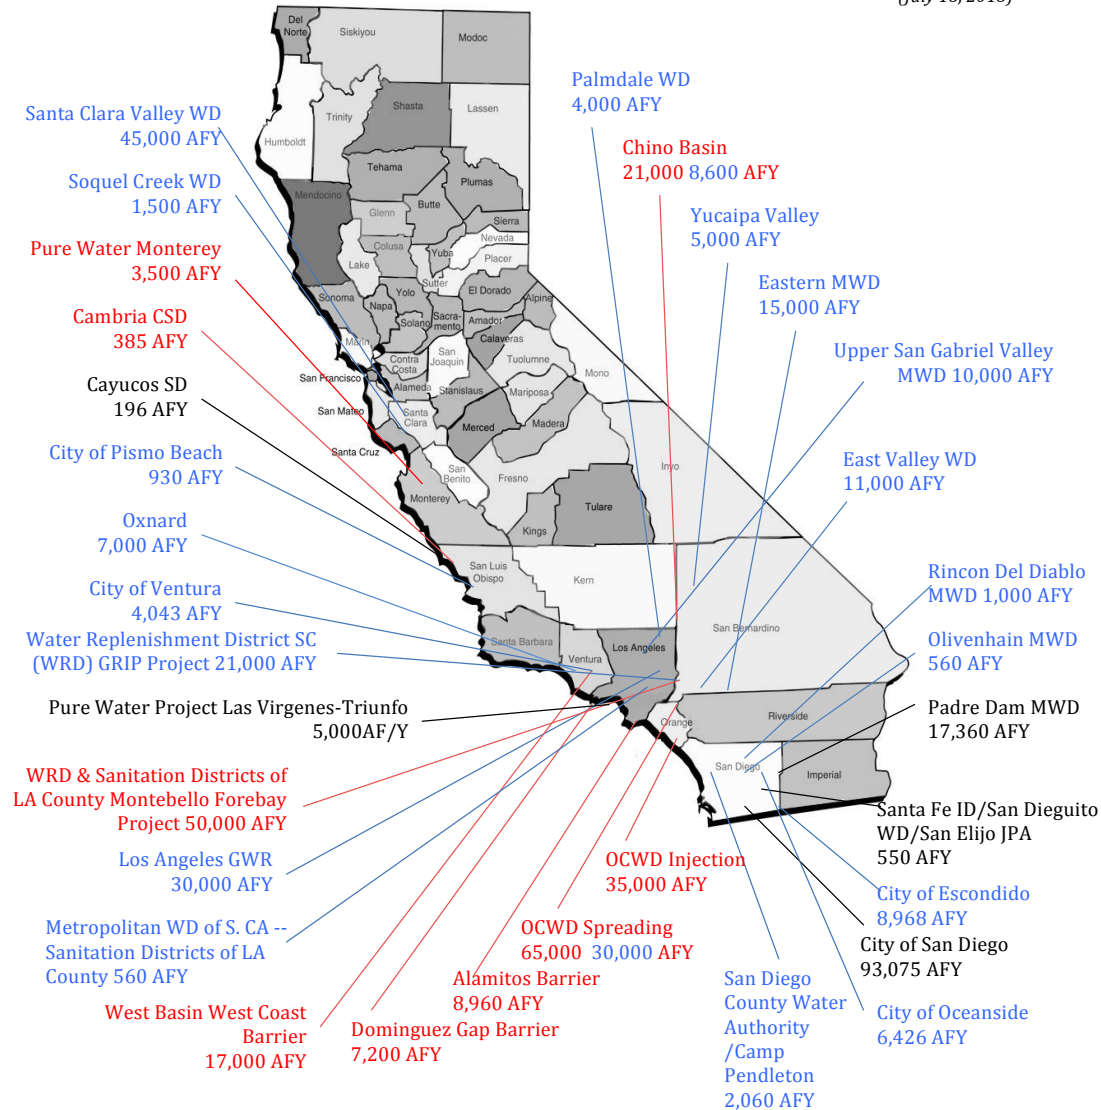 (July 18, 2018)
Del
Norte
Siskiyou
Modoc
Humboldt
Trinity
Shasta
Lassen
Tehama
Plumas
Mendocino
Glenn
Butte
Sierra
Nevada
Placer
Colusa
Yuba
Lake
Sutter
El Dorado
Alpine
Sonoma
Napa
Yolo
Sacra-
mento
Amador
Solano
Calaveras
Marin
Contra
Costa
San
Joaquin
Tuolumne
Mono
San Francisco
Alameda
Stanislaus
Mariposa
San Mateo
Santa
Clara
Merced
Madera
Santa Cruz
San
Benito
Fresno
Inyo
Monterey
Tulare
Kings
San Luis
Obispo
Kern
San Bernardino
Santa Barbara
Ventura
Los Angeles
Orange
Riverside
San Diego
Imperial
Santa Clara Valley WD
45,000 AFY
Soquel Creek WD
1,500 AFY
Pure Water Monterey
3,500 AFY
Cambria CSD
385 AFY
Cayucos SD
196 AFY
City of Pismo Beach
930 AFY
Oxnard
7,000 AFY
City of Ventura
4,043 AFY
Water Replenishment District SC
(WRD) GRIP Project 21,000 AFY
Pure Water Project Las Virgenes-Triunfo
5,000AF/Y
WRD & Sanitation Districts of
LA County Montebello Forebay
Project 50,000 AFY
Los Angeles GWR
30,000 AFY
Metropolitan WD of S. CA --
Sanitation Districts of LA
County 560 AFY
West Basin West Coast
Barrier
17,000 AFY
Dominguez Gap Barrier
7,200 AFY
Alamitos Barrier
8,960 AFY
OCWD Spreading
65,000 30,000 AFY
OCWD Injection
35,000 AFY
Palmdale WD
4,000 AFY
Chino Basin
21,000 8,600 AFY
Yucaipa Valley
5,000 AFY
Eastern MWD
15,000 AFY
Upper San Gabriel Valley
MWD 10,000 AFY
East Valley WD
11,000 AFY
Rincon Del Diablo
MWD 1,000 AFY
Olivenhain MWD
560 AFY
Padre Dam MWD
17,360 AFY
Santa Fe ID/San Dieguito
WD/San Elijo JPA
550 AFY
City of Escondido
8,968 AFY
City of San Diego
93,075 AFY
City of Oceanside
6,426 AFY
San Diego
County Water
Authority
/Camp
Pendleton
2,060 AFY